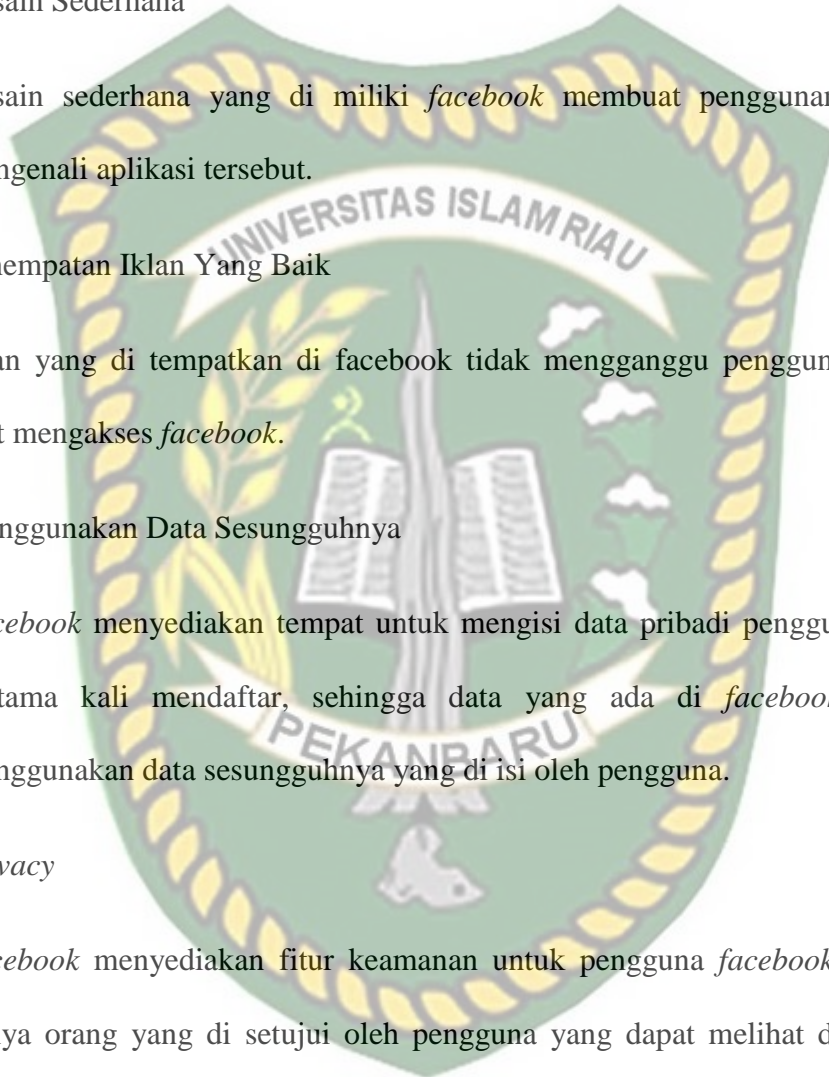 sain Sederhana
sain sederhana yang di miliki facebook membuat penggunan
ngenali aplikasi tersebut.
UNIVERSITAS ISLAM RIAU
nempatan Iklan Yang Baik
an yang di tempatkan di facebook tidak mengganggu penggun
t mengakses facebook.
nggunakan Data Sesungguhnya
cebook menyediakan tempat untuk mengisi data pribadi penggu
tama kali mendaftar, sehingga data yang ada di facebook
PEKANBARU
nggunakan data sesungguhnya yang di isi oleh pengguna.
vacy
cebook menyediakan fitur keamanan untuk pengguna facebook
ya orang yang di setujui oleh pengguna yang dapat melihat d